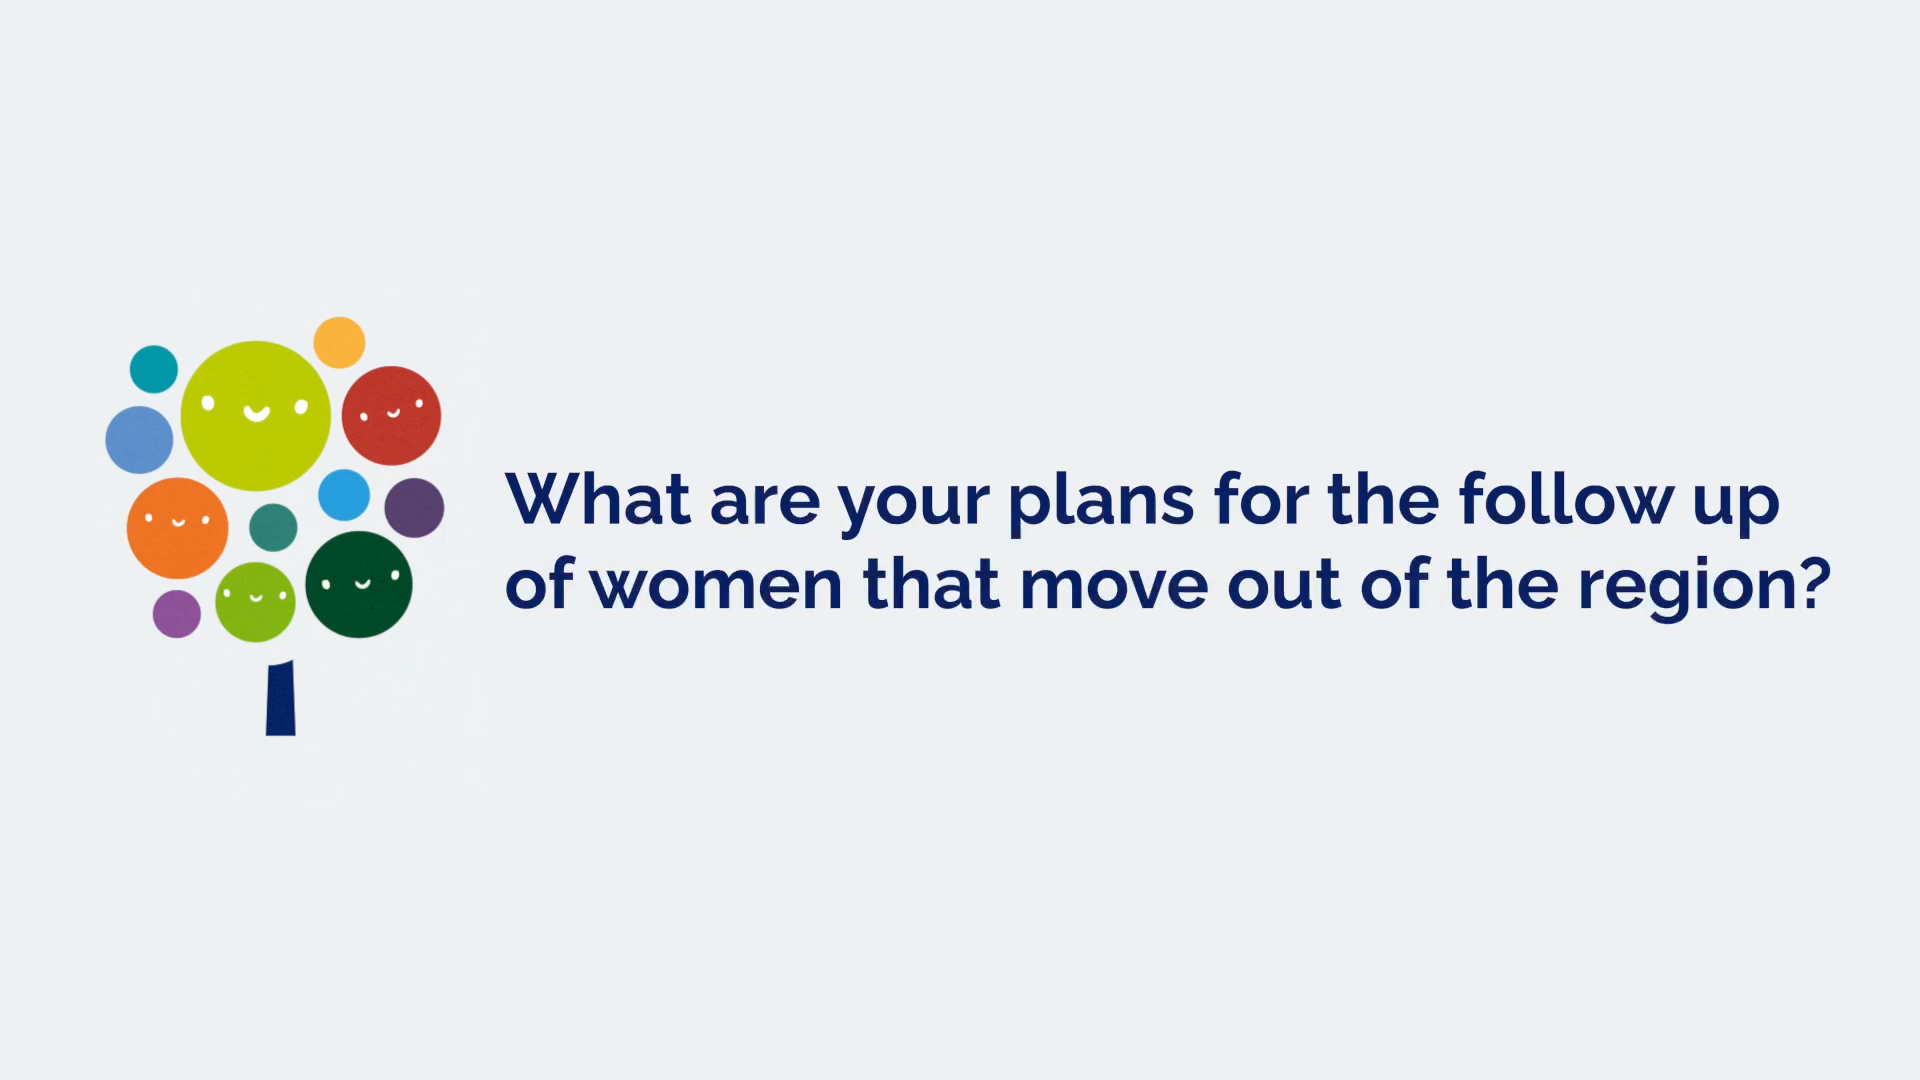 What are your plans for the follow up
of women that move out of the region?